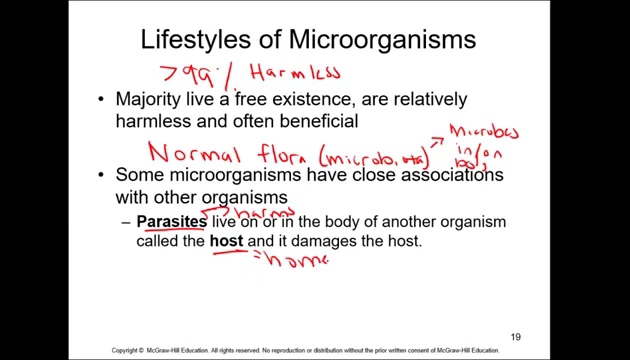 Lifestyles of Microorganisms
>99% Harmless
• Majority live a free existence, are relatively
harmless and often beneficial
Normal flora (microbiota) → Microbes
in/on
body
• Some microorganisms have close associations
with other organisms
→ harms
– Parasites live on or in the body of another organism
called the host and it damages the host.
=home
19
Copyright © McGraw-Hill Education. All rights reserved. No reproduction or distribution without the prior written consent of McGraw-Hill Education.